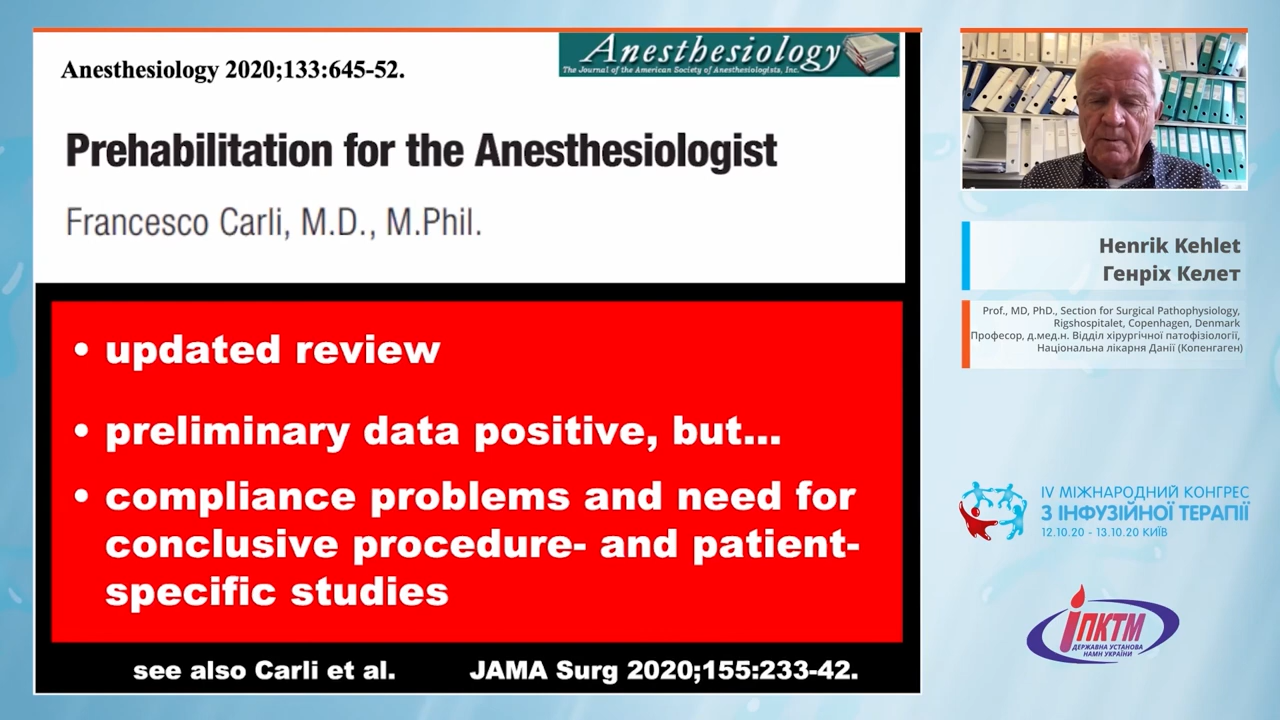 Anesthesiology 2020;133:645-52.
Anesthesiology
The Journal of the American Society of Anesthesiologists, Inc.
Prehabilitation for the Anesthesiologist
Francesco Carli, M.D., M.Phil.
• updated review
• preliminary data positive, but...
• compliance problems and need for
conclusive procedure- and patient-
specific studies
see also Carli et al. JAMA Surg 2020;155:233-42.
Henrik Kehlet
Генріх Келет
Prof., MD, PhD., Section for Surgical Pathophysiology,
Rigshospitalet, Copenhagen, Denmark
Професор, д.мед.н. Відділ хірургічної патофізіології,
Національна лікарня Данії (Копенгаген)
IV МІЖНАРОДНИЙ КОНГРЕС
З ІНФУЗІЙНОЇ ТЕРАПІЇ
12.10.20 - 13.10.20 КИЇВ
ІПКТМ
ДЕРЖАВНА УСТАНОВА
НАМН УКРАЇНИ